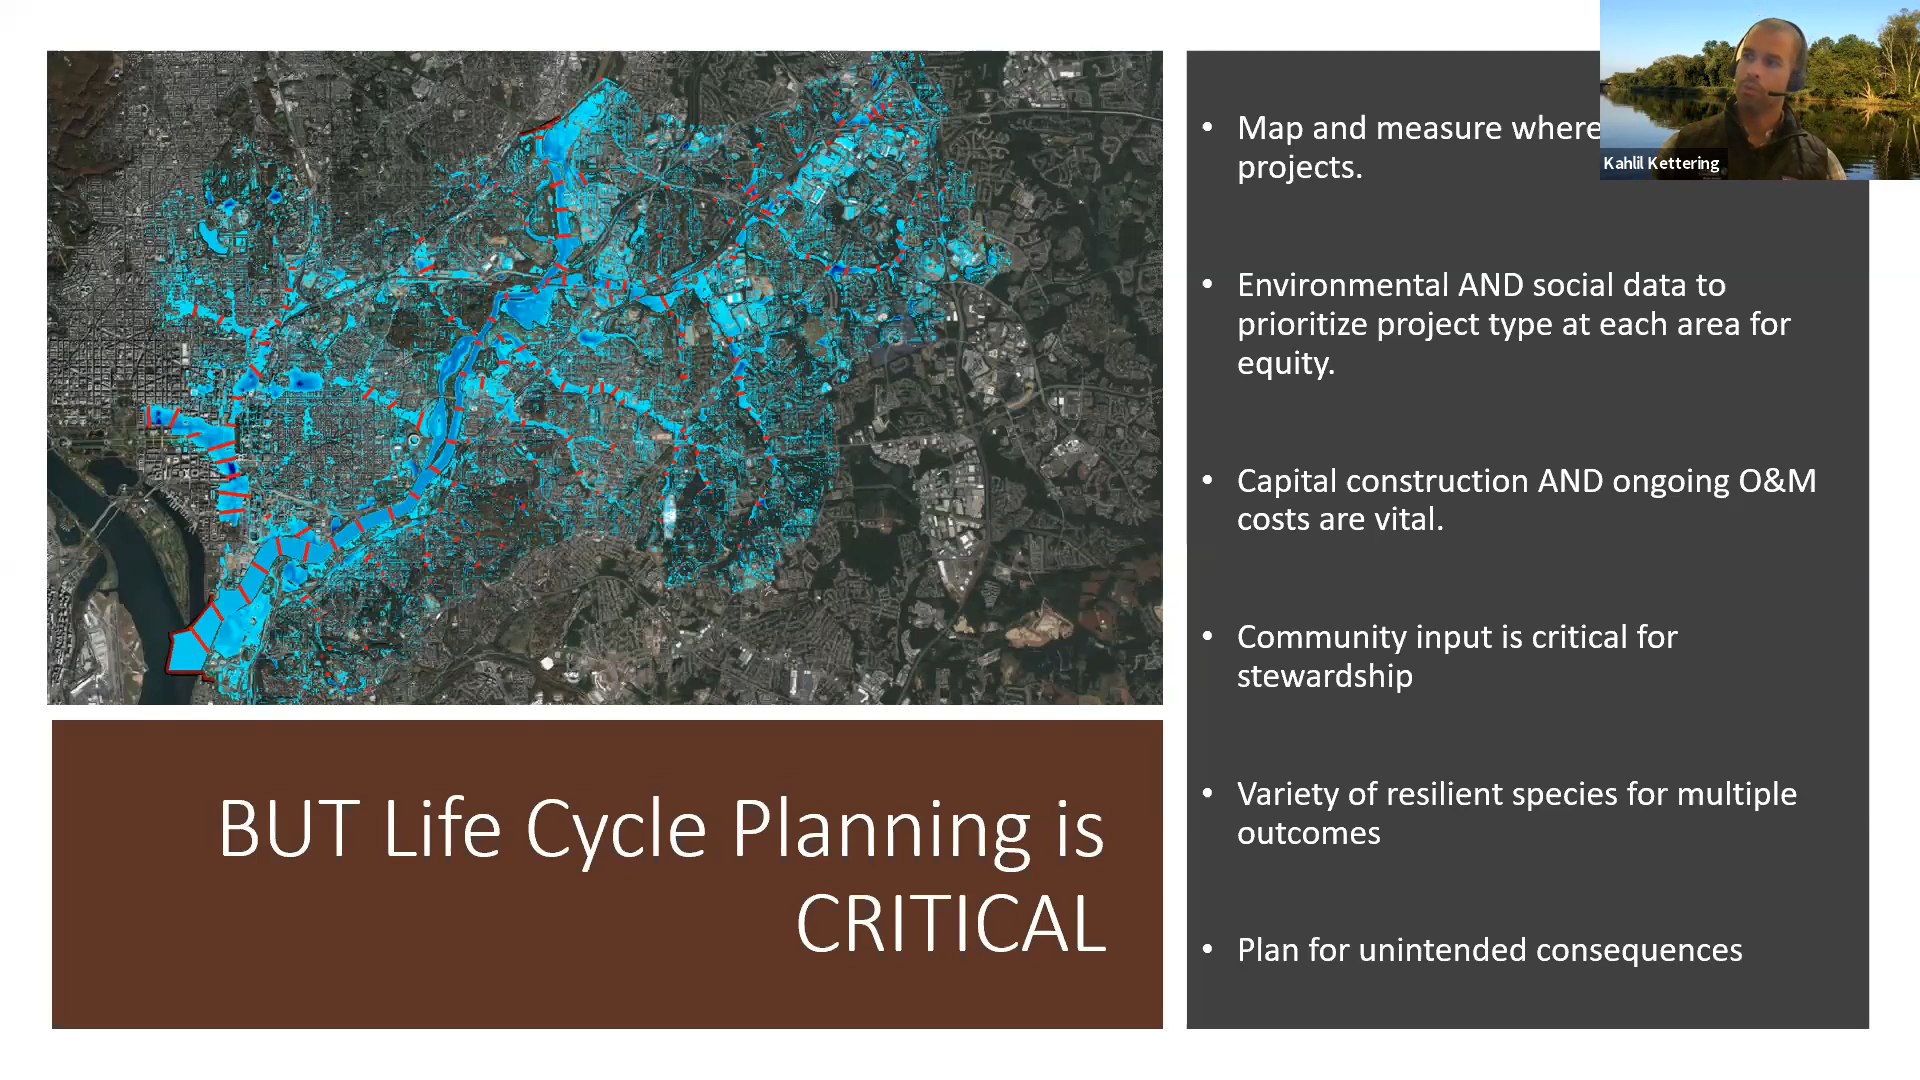 Map and measure where
projects.
Kahlil Kettering
Environmental AND social data to
prioritize project type at each area for
equity.
Capital construction AND ongoing O&M
costs are vital.
Community input is critical for
stewardship
Variety of resilient species for multiple
outcomes
Plan for unintended consequences
BUT Life Cycle Planning is
CRITICAL